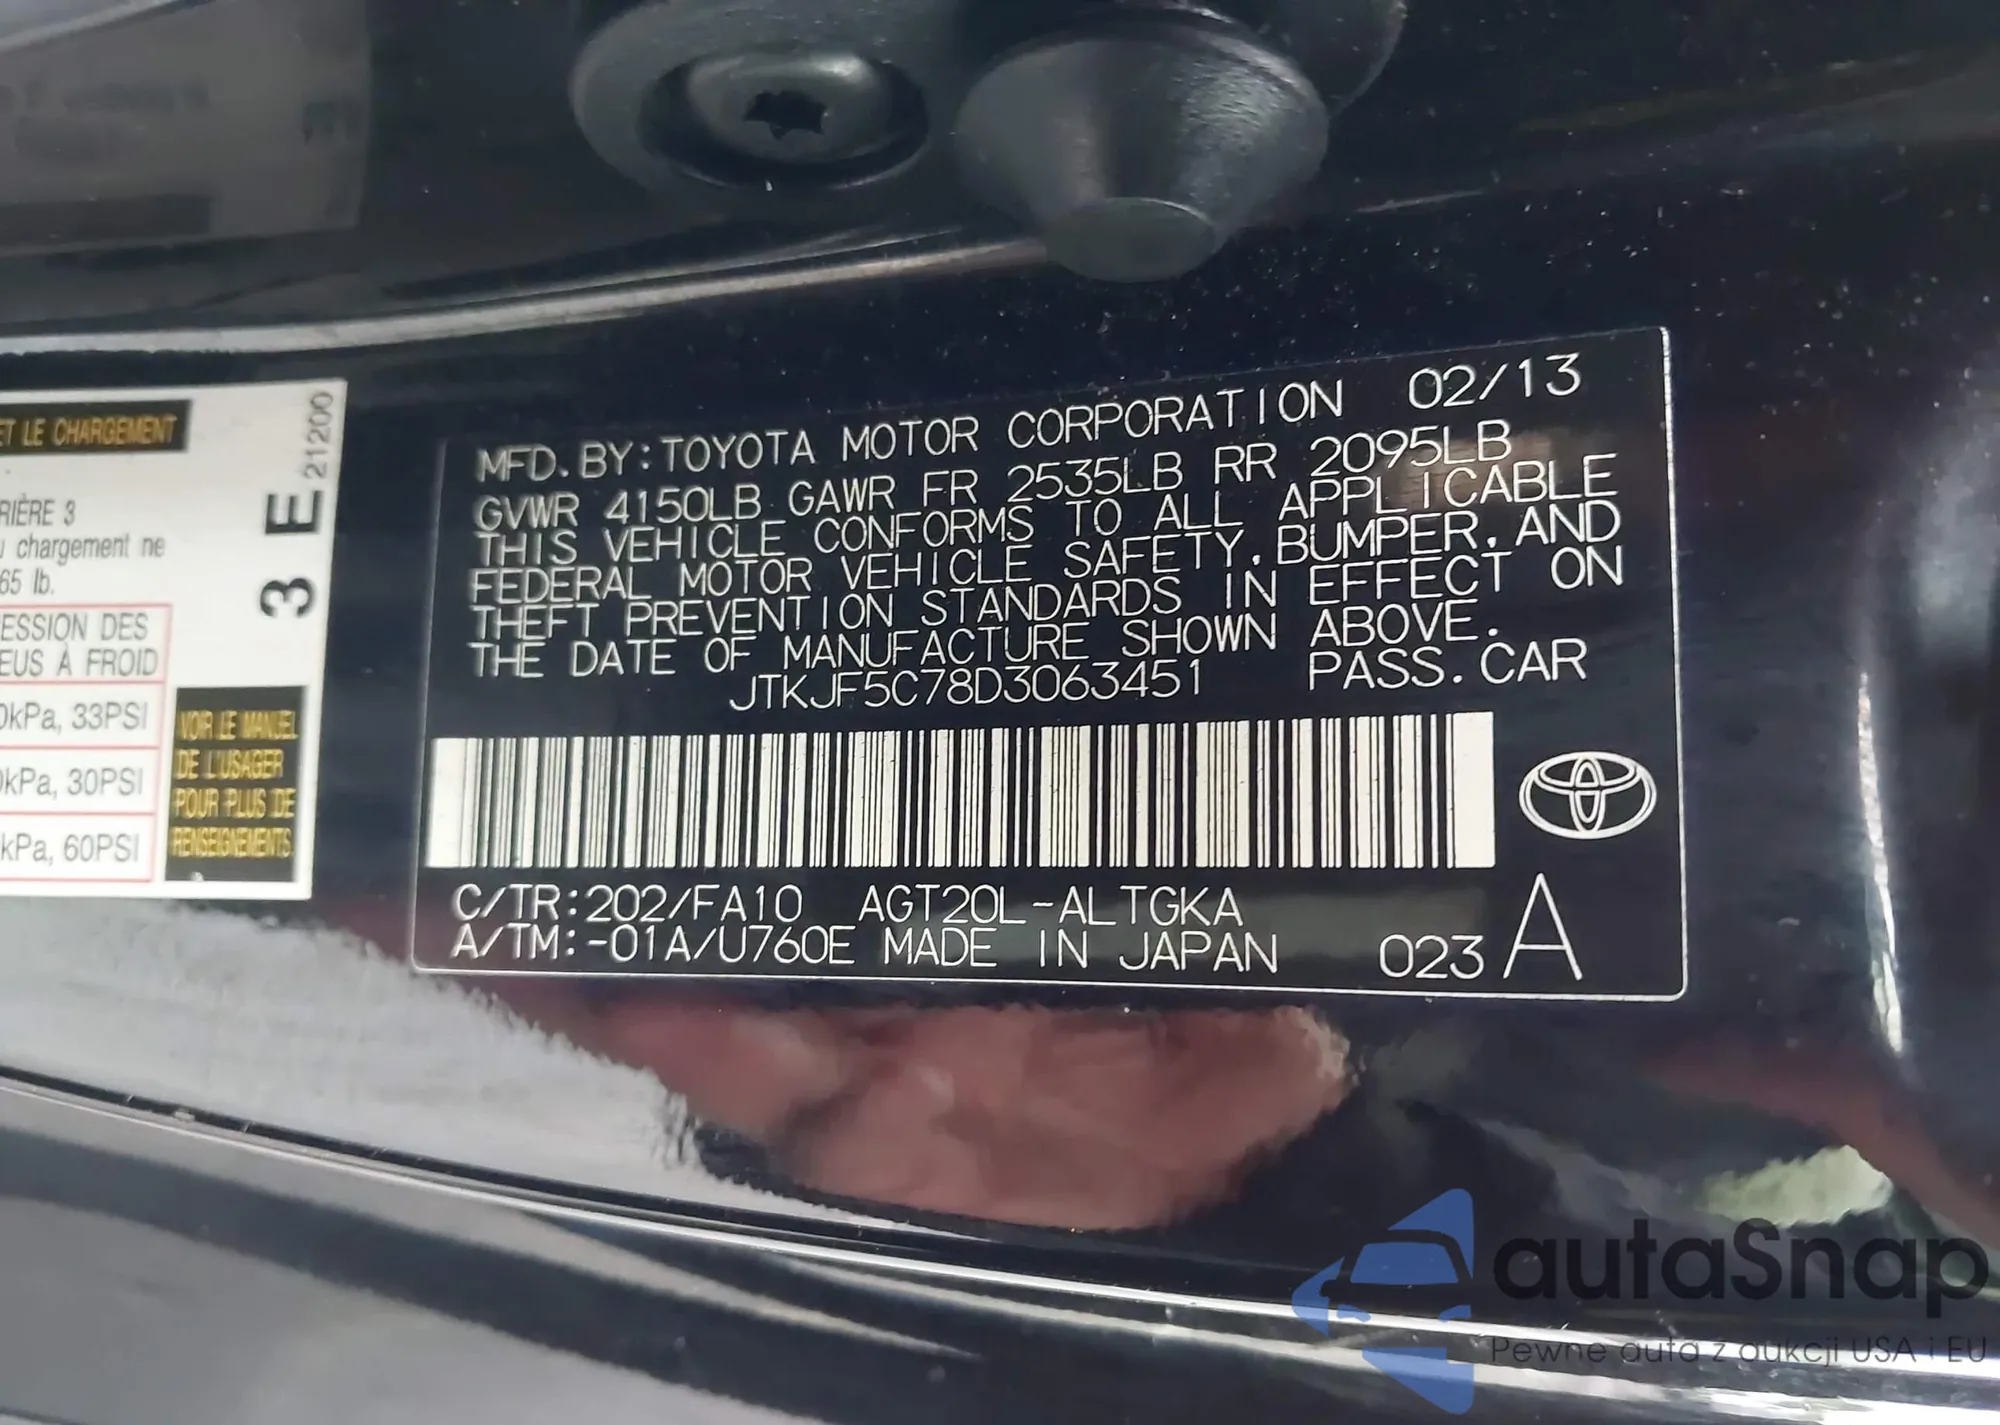 ET LE CHARGEMENT
21200
3 E
RIÈRE 3
chargement ne
65 lb.
ESSION DES
EUS À FROID
0kPa, 33PSI
0kPa, 30PSI
kPa, 60PSI
VOIR LE MANUEL
DE L'USAGER
POUR PLUS DE
RENSEIGNEMENTS
MFD. BY: TOYOTA MOTOR CORPORATION 02/13
GVWR 4150LB GAWR FR 2535LB RR 2095LB
THIS VEHICLE CONFORMS TO ALL APPLICABLE
FEDERAL MOTOR VEHICLE SAFETY, BUMPER, AND
THEFT PREVENTION STANDARDS IN EFFECT ON
THE DATE OF MANUFACTURE SHOWN ABOVE.
JTKJF5C78D3063451 PASS. CAR
C/TR:202/FA10 AGT20L-ALTGKA
A/TM:-01A/U760E MADE IN JAPAN 023 A
autaSnap
Pewne auta z aukcji USA i EU